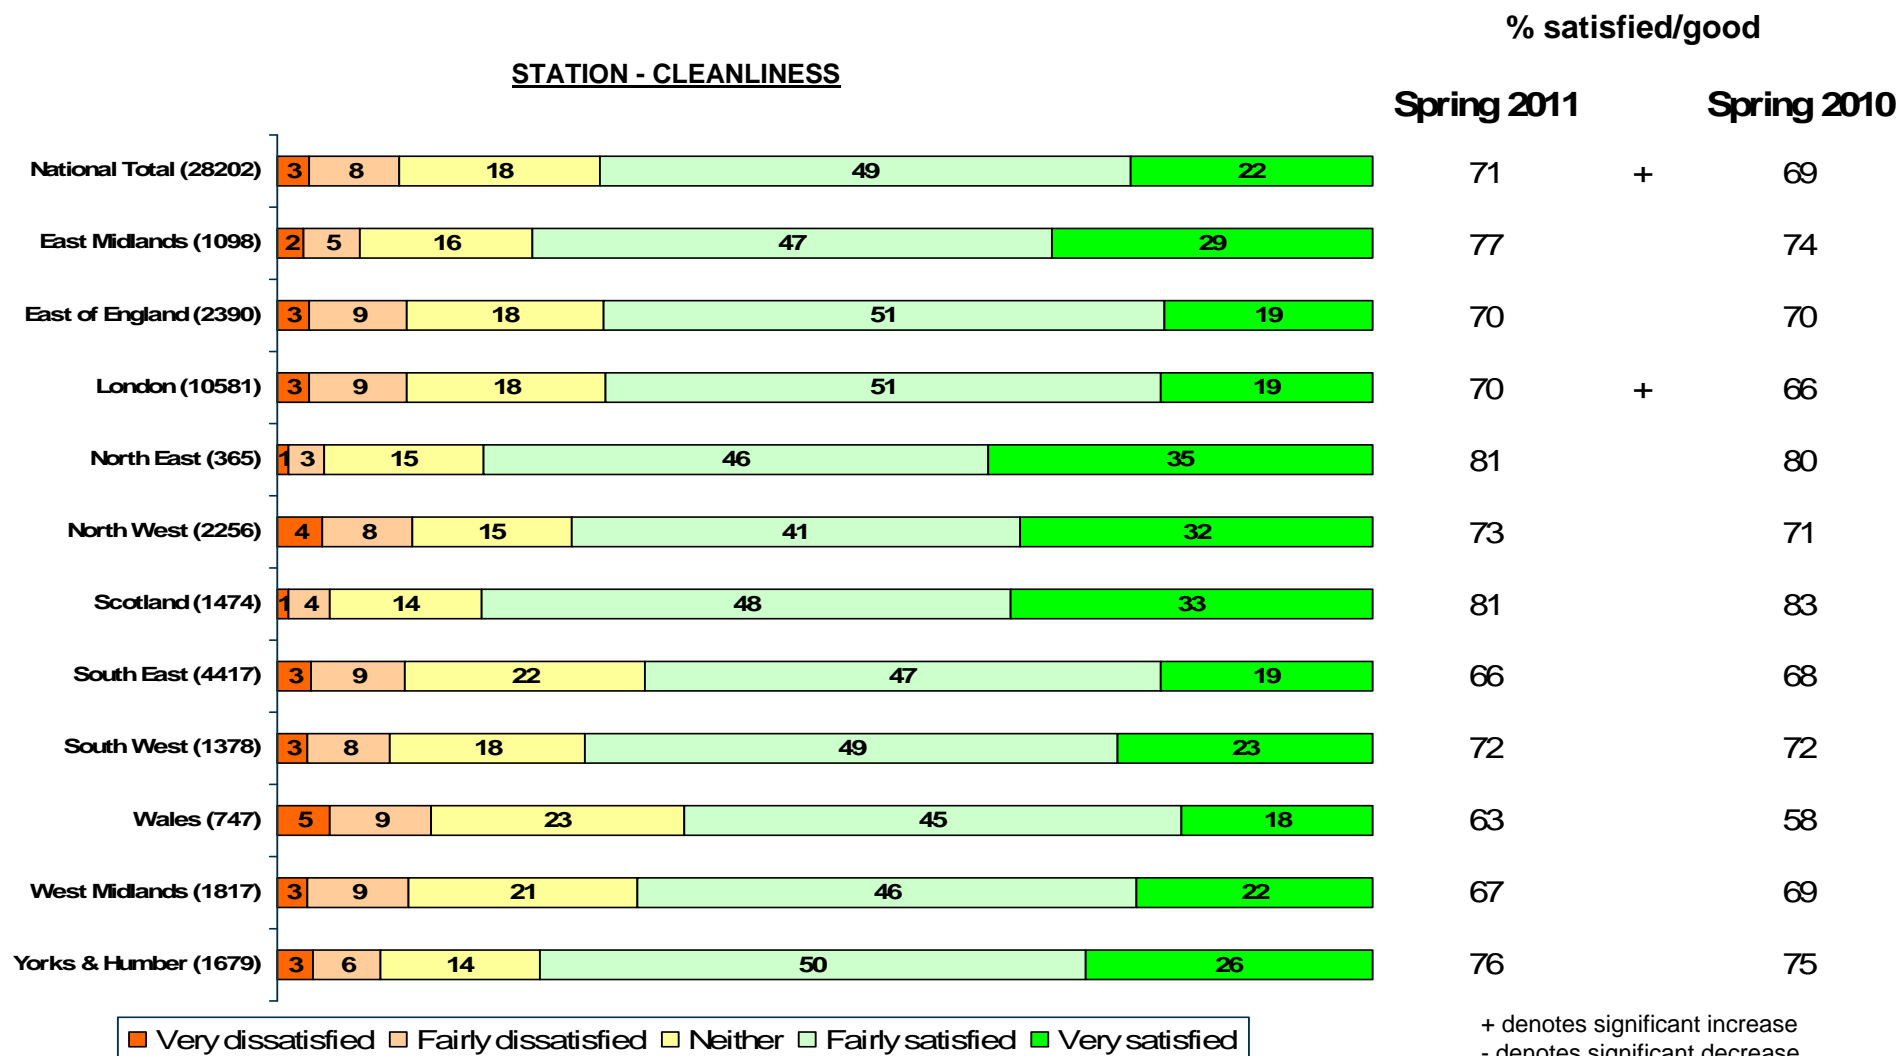 % satisfied/good
STATION - CLEANLINESS
Spring 2011 Spring 2010
National Total (28202) 3 8 18 49 22 71 + 69
East Midlands (1098) 2 5 16 47 29 77 74
East of England (2390) 3 9 18 51 19 70 70
London (10581) 3 9 18 51 19 70 + 66
North East (365) 1 3 15 46 35 81 80
North West (2256) 4 8 15 41 32 73 71
Scotland (1474) 1 4 14 48 33 81 83
South East (4417) 3 9 22 47 19 66 68
South West (1378) 3 8 18 49 23 72 72
Wales (747) 5 9 23 45 18 63 58
West Midlands (1817) 3 9 21 46 22 67 69
Yorks & Humber (1679) 3 6 14 50 26 76 75
Very dissatisfied Fairly dissatisfied Neither Fairly satisfied Very satisfied
+ denotes significant increase
- denotes significant decrease